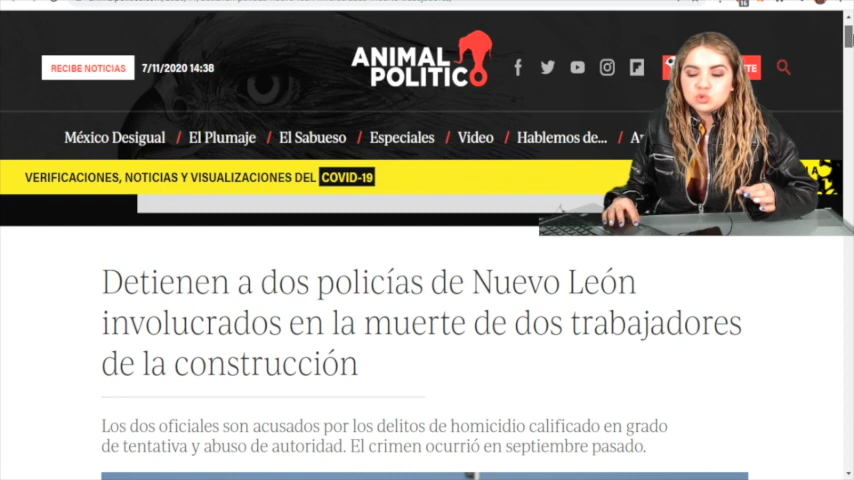 RECIBE NOTICIAS
7/11/2020 14:38
ANIMAL
POLITICO
México Desigual / El Plumaje / El Sabueso / Especiales / Video / Hablemos de... /
VERIFICACIONES, NOTICIAS Y VISUALIZACIONES DEL COVID-19
Detienen a dos policías de Nuevo León
involucrados en la muerte de dos trabajadores
de la construcción
Los dos oficiales son acusados por los delitos de homicidio calificado en grado
de tentativa y abuso de autoridad. El crimen ocurrió en septiembre pasado.